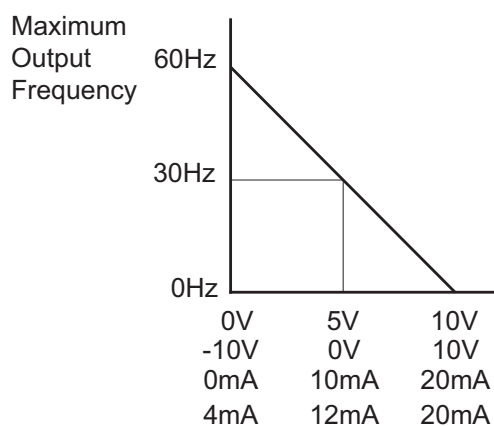 Maximum
Output
Frequency
60Hz
30Hz
0Hz
0V 5V 10V
-10V 0V 10V
0mA 10mA 20mA
4mA 12mA 20mA